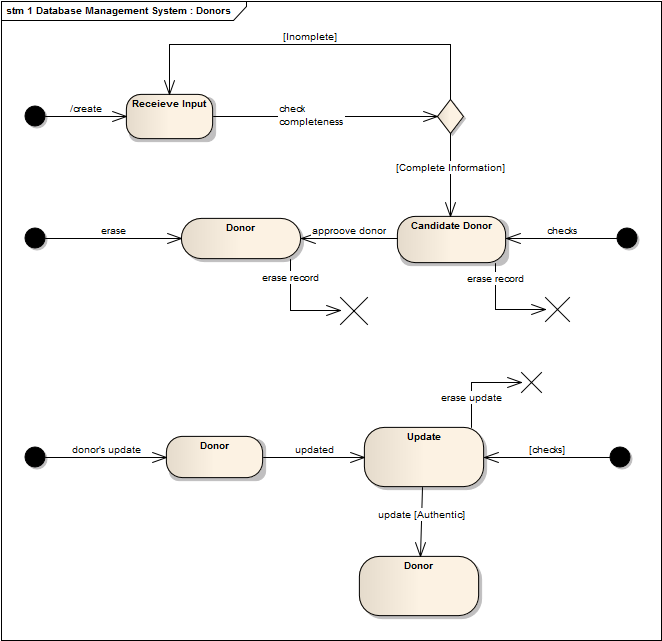 stm 1 Database Management System : Donors
[Inomplete]
/create
Receieve Input
check
completeness
[Complete Information]
erase
Donor
approove donor
Candidate Donor
checks
erase record
erase record
erase update
donor's update
Donor
updated
Update
[checks]
update [Authentic]
Donor